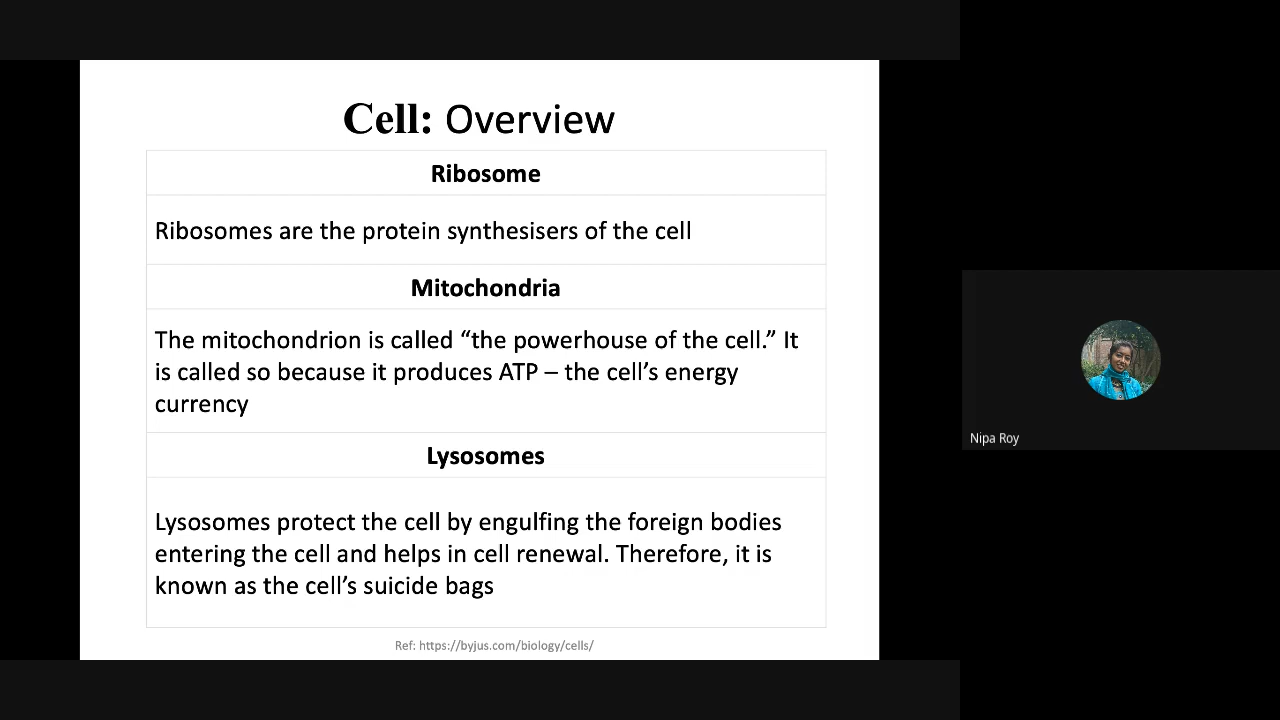 Cell: Overview
Ribosome
Ribosomes are the protein synthesisers of the cell
Mitochondria
The mitochondrion is called “the powerhouse of the cell.” It
is called so because it produces ATP – the cell’s energy
currency
Lysosomes
Lysosomes protect the cell by engulfing the foreign bodies
entering the cell and helps in cell renewal. Therefore, it is
known as the cell’s suicide bags
Ref: https://byjus.com/biology/cells/
Nipa Roy